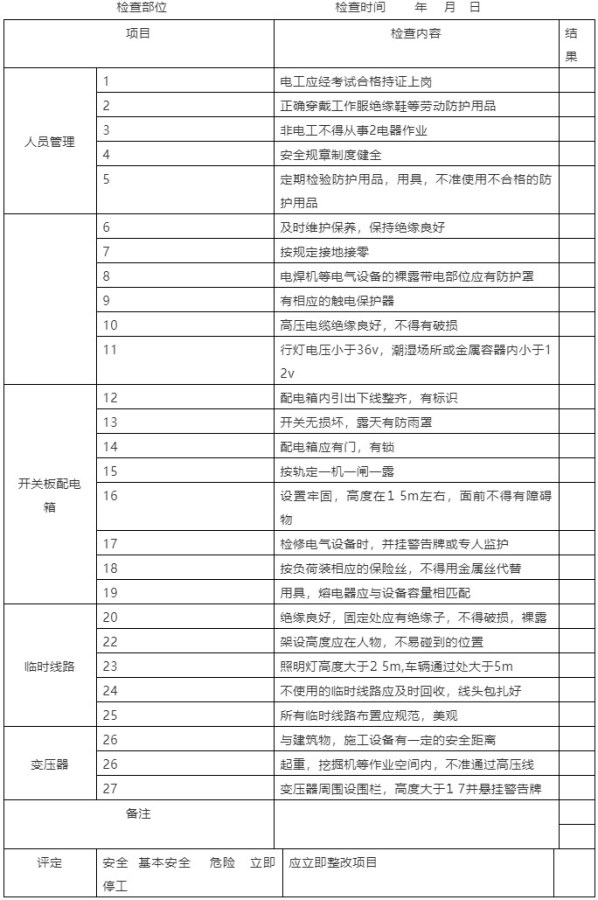 检查部位 检查时间 年 月 日
项目 检查内容 结
果
人员管理
1 电工应经考试合格持证上岗
2 正确穿戴工作服绝缘鞋等劳动防护用品
3 非电工不得从事2电器作业
4 安全规章制度健全
5 定期检验防护用品，用具，不准使用不合格的防
护用品
6 及时维护保养，保持绝缘良好
7 按规定接地接零
8 电焊机等电气设备的裸露带电部位应有防护罩
9 有相应的触电保护器
10 高压电缆绝缘良好，不得有破损
11 行灯电压小于36v，潮湿场所或金属容器内小于1
2v
开关板配电
箱
12 配电箱内引出下线整齐，有标识
13 开关无损坏，露天有防雨罩
14 配电箱应有门，有锁
15 按轨定一机一闸一露
16 设置牢固，高度在1 5m左右，面前不得有障碍
物
17 检修电气设备时，并挂警告牌或专人监护
18 按负荷装相应的保险丝，不得用金属丝代替
19 用具，熔电器应与设备容量相匹配
临时线路
20 绝缘良好，固定处应有绝缘子，不得破损，裸露
22 架设高度应在人物，不易碰到的位置
23 照明灯高度大于2 5m,车辆通过处大于5m
24 不使用的临时线路应及时回收，线头包扎好
25 所有临时线路布置应规范，美观
变压器
26 与建筑物，施工设备有一定的安全距离
26 起重，挖掘机等作业空间内，不准通过高压线
27 变压器周围设围栏，高度大于1 7并悬挂警告牌
备注
评定 安全 基本安全 危险 立即
停工
应立即整改项目